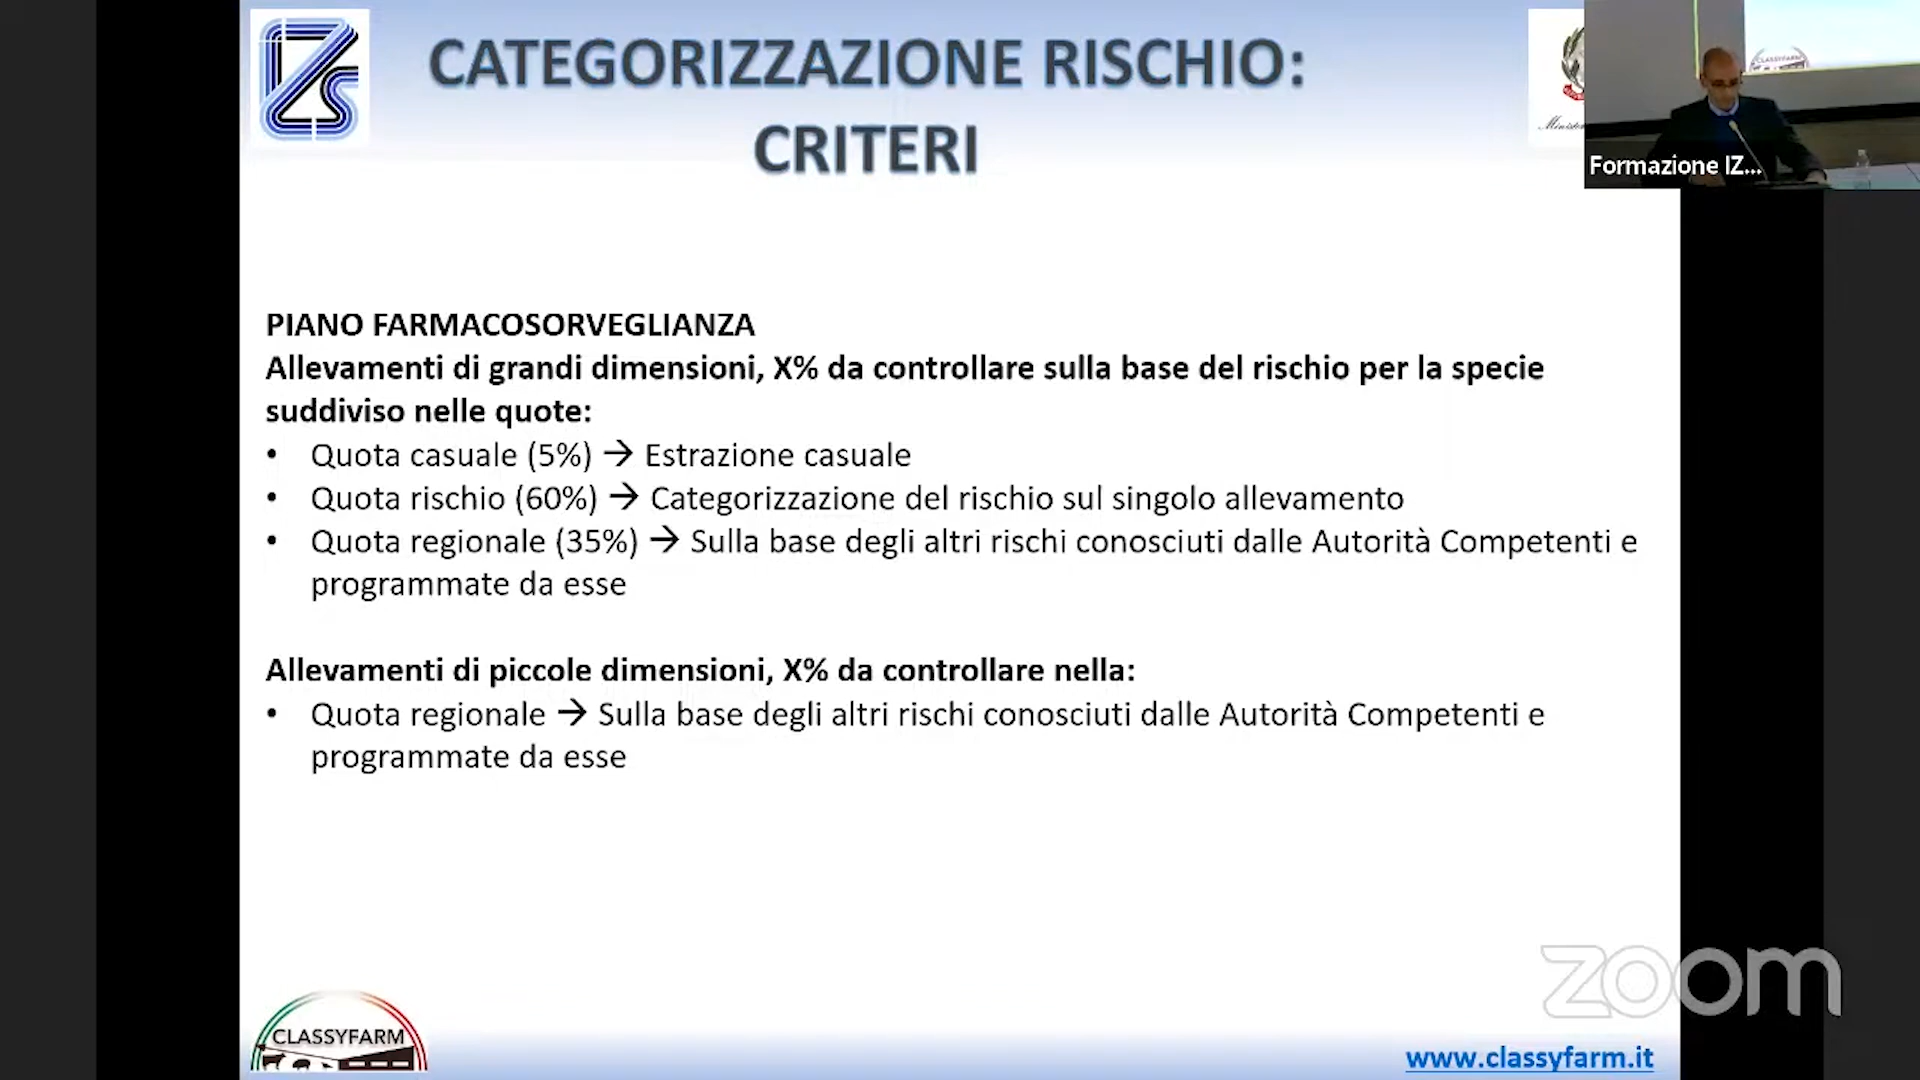 CATEGORIZZAZIONE RISCHIO:
CRITERI
Formazione IZ...
PIANO FARMACOSORVEGLIANZA
Allevamenti di grandi dimensioni, X% da controllare sulla base del rischio per la specie
suddiviso nelle quote:
• Quota casuale (5%) → Estrazione casuale
• Quota rischio (60%) → Categorizzazione del rischio sul singolo allevamento
• Quota regionale (35%) → Sulla base degli altri rischi conosciuti dalle Autorità Competenti e
programmate da esse
Allevamenti di piccole dimensioni, X% da controllare nella:
• Quota regionale → Sulla base degli altri rischi conosciuti dalle Autorità Competenti e
programmate da esse
zoom
CLASSYFARM
www.classyfarm.it